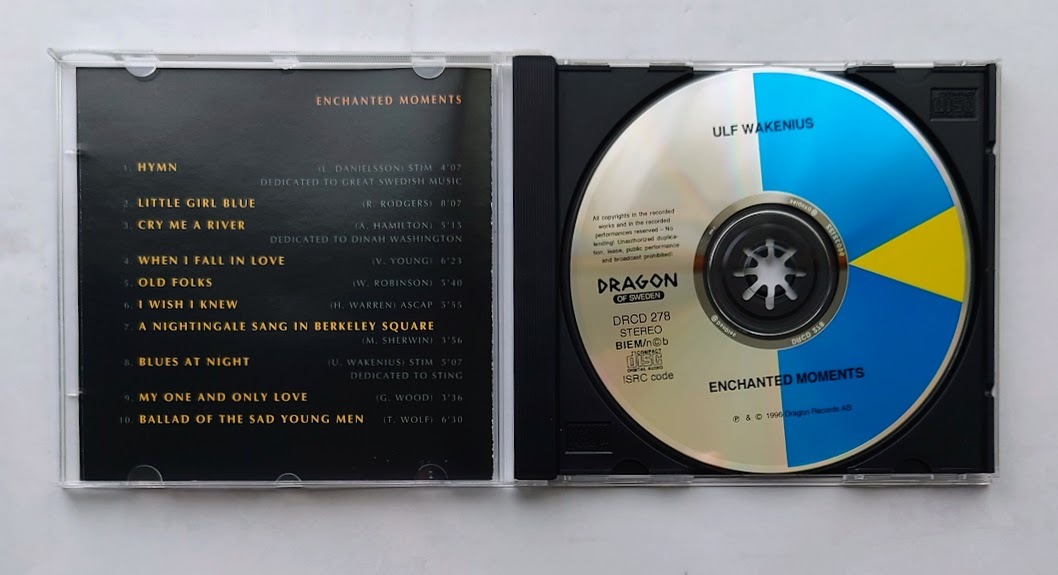 ENCHANTED MOMENTS
1. HYMN (L. DANIELSSON) STIM 4'07
DEDICATED TO GREAT SWEDISH MUSIC
2. LITTLE GIRL BLUE (R. RODGERS) 8'07
3. CRY ME A RIVER (A. HAMILTON) 5'15
DEDICATED TO DINAH WASHINGTON
4. WHEN I FALL IN LOVE (V. YOUNG) 6'23
5. OLD FOLKS (W. ROBINSON) 5'40
6. I WISH I KNEW (H. WARREN) ASCAP 3'55
7. A NIGHTINGALE SANG IN BERKELEY SQUARE
(M. SHERWIN) 3'56
8. BLUES AT NIGHT (U. WAKENIUS) STIM 5'07
DEDICATED TO STING
9. MY ONE AND ONLY LOVE (G. WOOD) 3'36
10. BALLAD OF THE SAD YOUNG MEN (T. WOLF) 6'30
ULF WAKENIUS
All copyrights in the recorded
works and in the recorded
performances reserved – No
lending! Unauthorized duplica-
tion, lease, public performance
and broadcast prohibited!
DRAGON
OF SWEDEN
DRCD 278
STEREO
BIEM/n©b
COMPACT
disc
DIGITAL AUDIO
ISRC code
ENCHANTED MOMENTS
℗ & © 1996 Dragon Records AB
disc